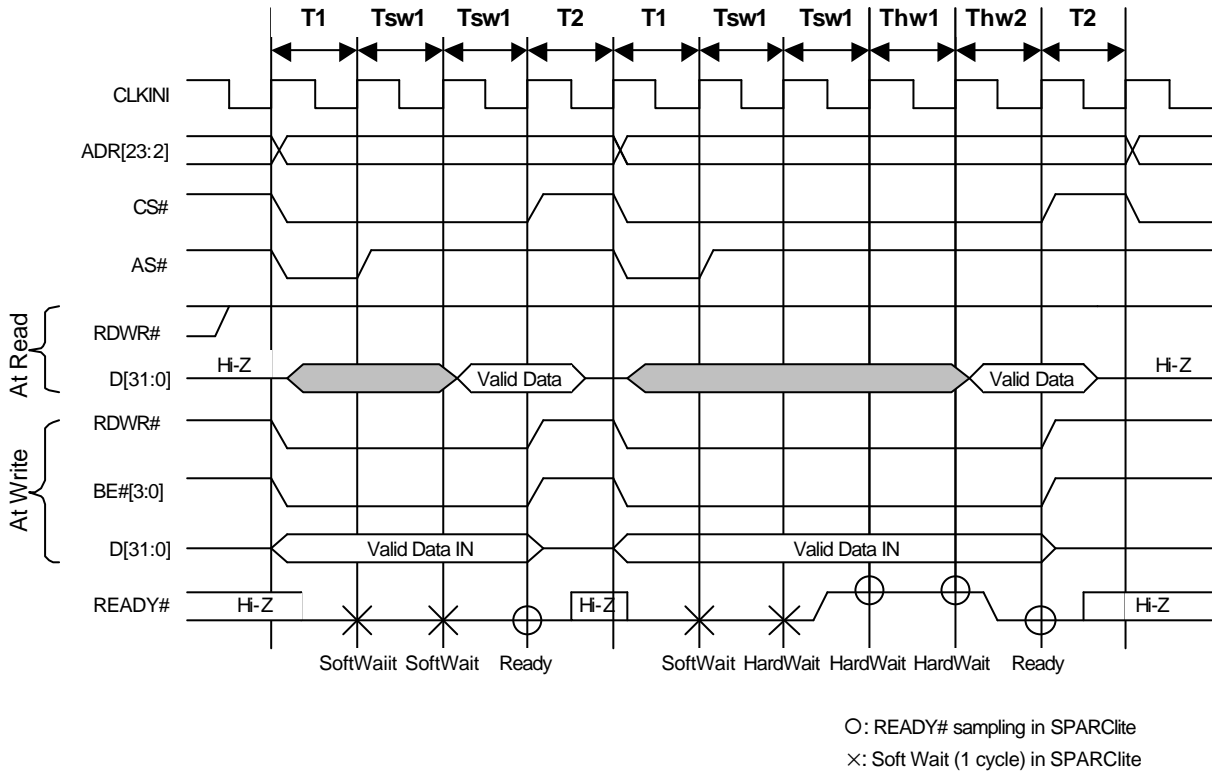 T1 Tsw1 Tsw1 T2 T1 Tsw1 Tsw1 Thw1 Thw2 T2
CLKINI
ADR[23:2]
CS#
AS#
At Read
RDWR#
Hi-Z
D[31:0]
Valid Data
Valid Data
Hi-Z
At Write
RDWR#
BE#[3:0]
D[31:0]
Valid Data IN
Valid Data IN
READY#
Hi-Z
Hi-Z
Hi-Z
SoftWaiit SoftWait Ready SoftWait HardWait HardWait HardWait Ready
○: READY# sampling in SPARClite
×: Soft Wait (1 cycle) in SPARClite